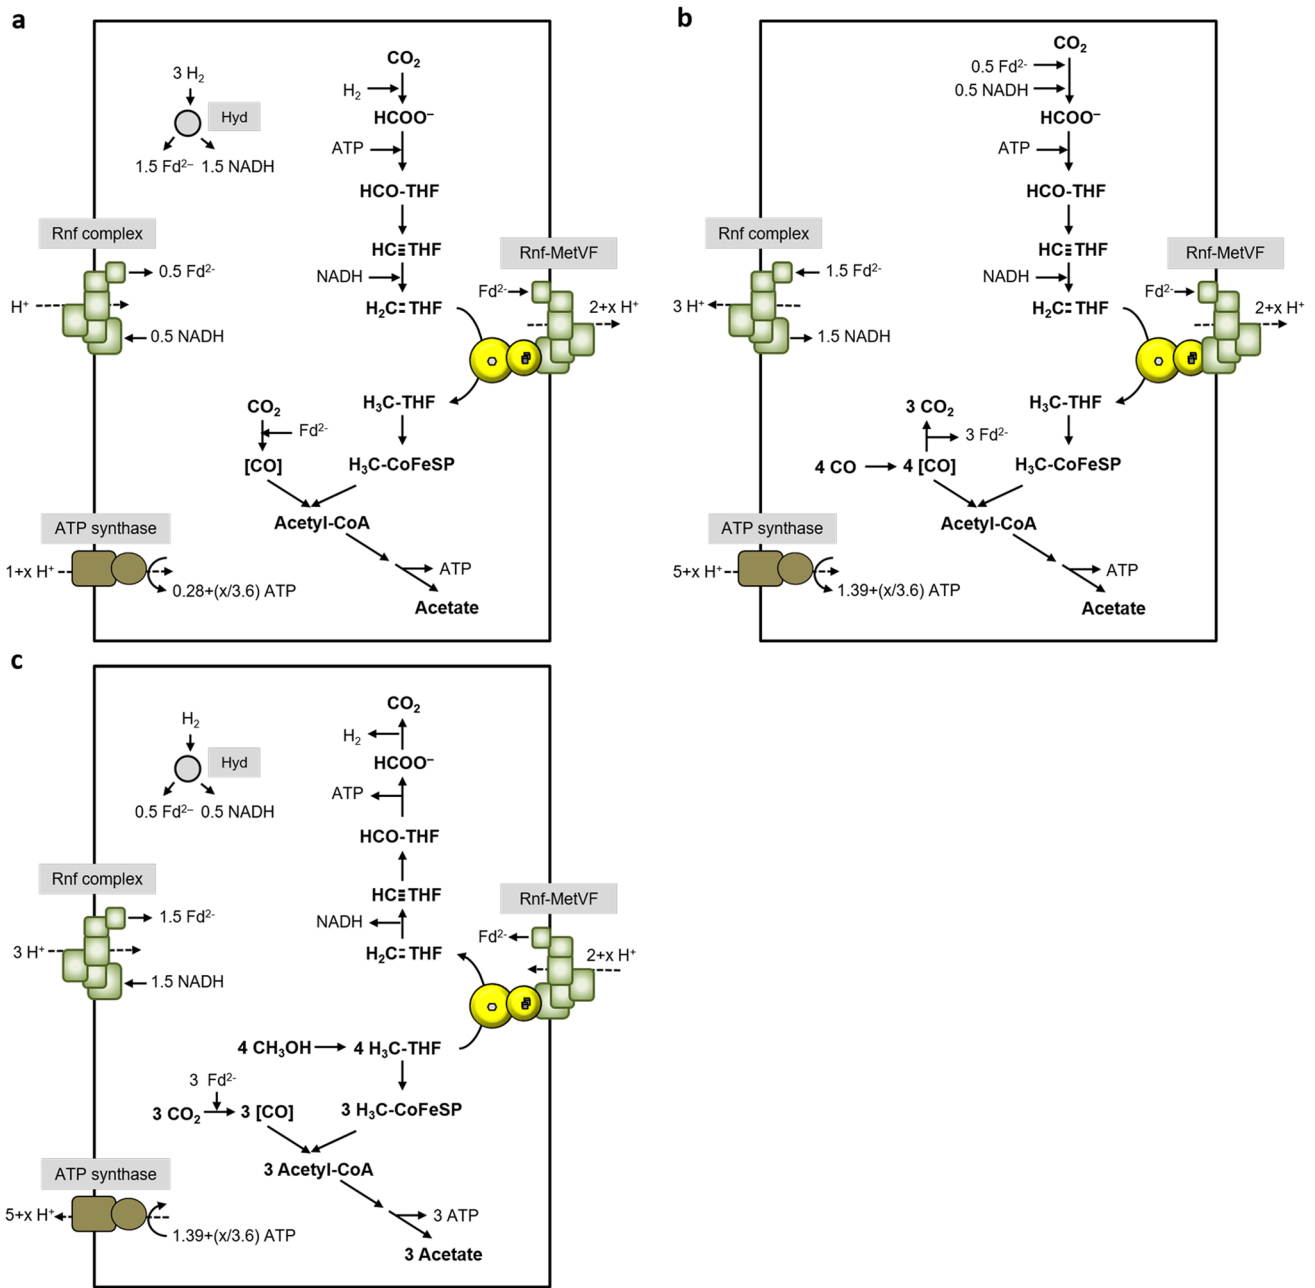 a
CO₂
3 H₂
H₂
Hyd
HCOO⁻
1.5 Fd²⁻ 1.5 NADH
ATP
HCO-THF
Rnf complex
HC≡THF
Rnf-MetVF
0.5 Fd²⁻
NADH
Fd²⁻
H⁺
2+x H⁺
H₂C=THF
0.5 NADH
H₃C-THF
CO₂
Fd²⁻
[CO]
H₃C-CoFeSP
Acetyl-CoA
ATP synthase
1+x H⁺
ATP
0.28+(x/3.6) ATP
Acetate
b
CO₂
0.5 Fd²⁻
0.5 NADH
HCOO⁻
ATP
HCO-THF
Rnf complex
HC≡THF
Rnf-MetVF
1.5 Fd²⁻
NADH
Fd²⁻
3 H⁺
2+x H⁺
H₂C=THF
1.5 NADH
H₃C-THF
3 CO₂
3 Fd²⁻
4 CO
4 [CO]
H₃C-CoFeSP
Acetyl-CoA
ATP synthase
5+x H⁺
ATP
1.39+(x/3.6) ATP
Acetate
c
CO₂
H₂
H₂
Hyd
HCOO⁻
0.5 Fd²⁻ 0.5 NADH
ATP
HCO-THF
Rnf complex
HC≡THF
Rnf-MetVF
1.5 Fd²⁻
NADH
Fd²⁻
3 H⁺
2+x H⁺
H₂C=THF
1.5 NADH
4 CH₃OH
4 H₃C-THF
3 Fd²⁻
3 CO₂
3 [CO]
3 H₃C-CoFeSP
3 Acetyl-CoA
ATP synthase
5+x H⁺
3 ATP
1.39+(x/3.6) ATP
3 Acetate